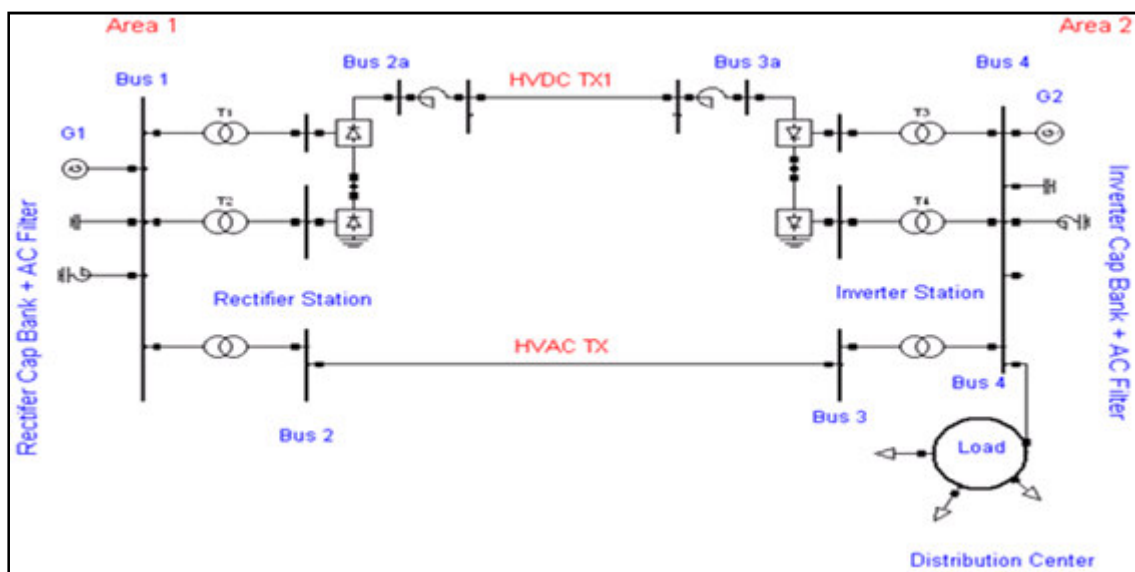 Area 1
Area 2
Bus 1
Bus 2a
HVDC TX1
Bus 3a
Bus 4
G1
T1
T3
G2
T2
T4
Rectifer Cap Bank + AC Filter
Inverter Cap Bank + AC Filter
Rectifier Station
Inverter Station
HVAC TX
Bus 2
Bus 3
Bus 4
Load
Distribution Center